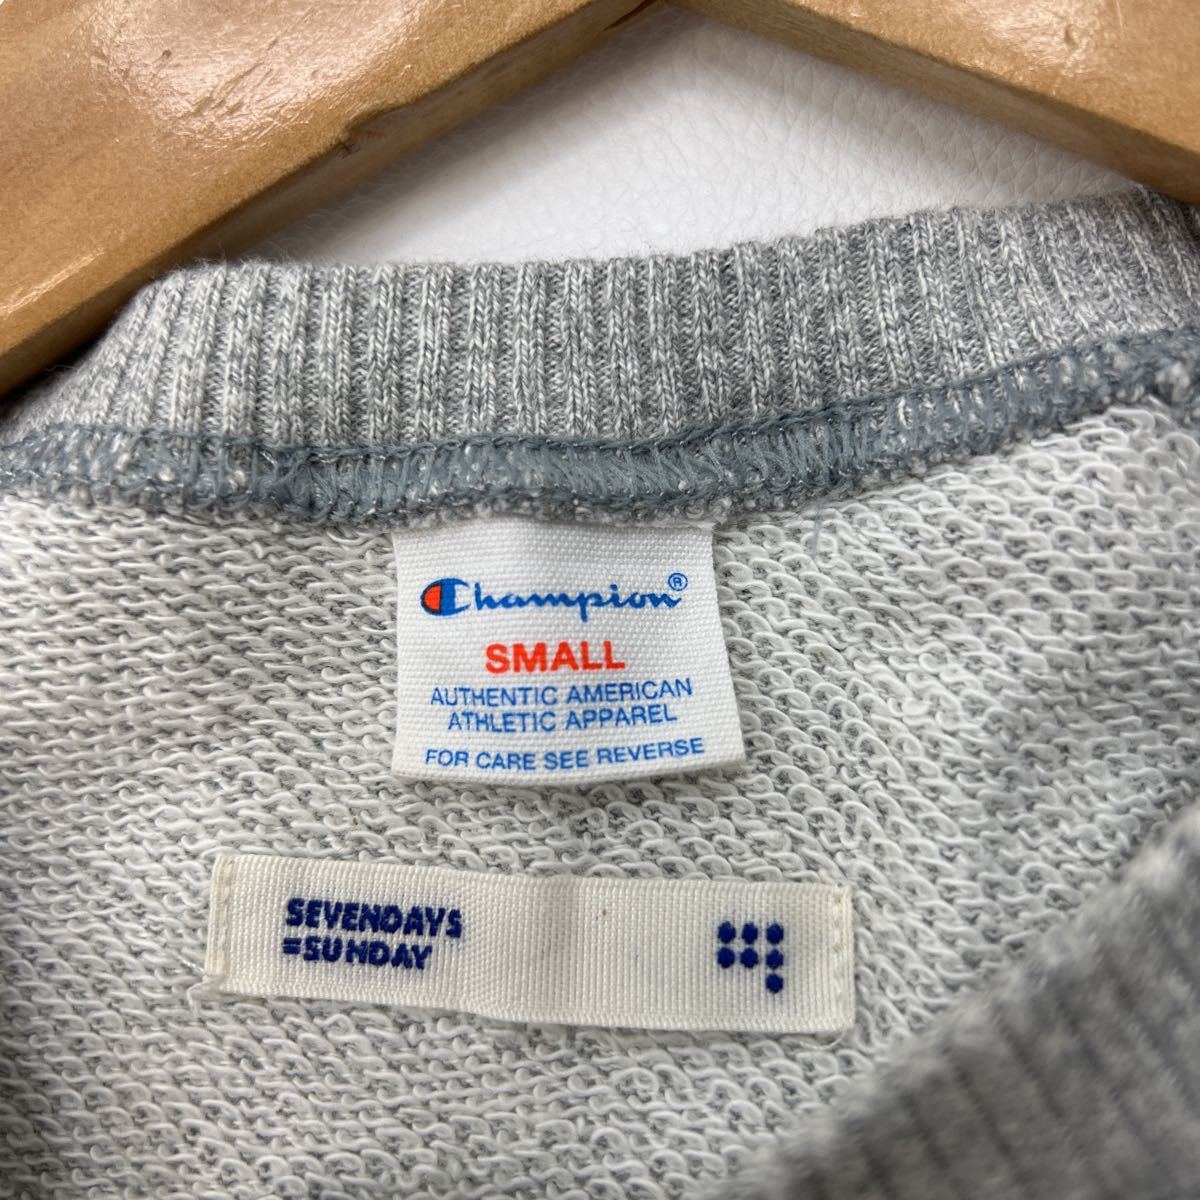 Champion®
SMALL
AUTHENTIC AMERICAN
ATHLETIC APPAREL
FOR CARE SEE REVERSE
SEVENDAYS
=SUNDAY